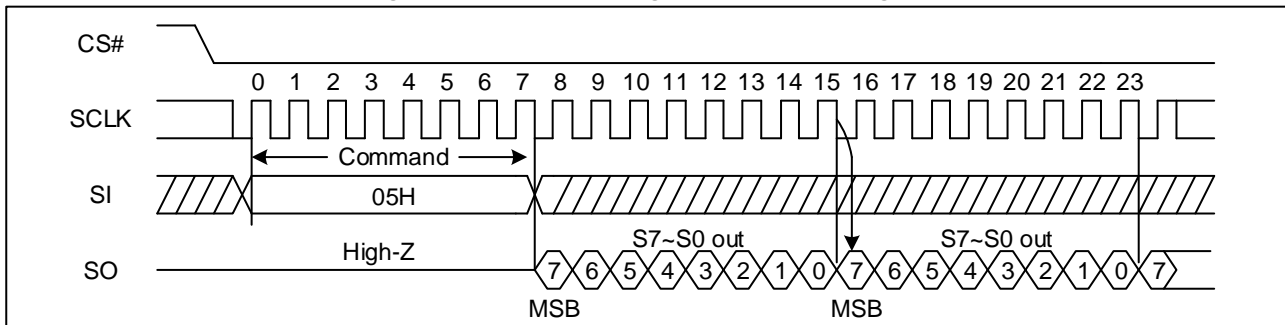 CS#
0 1 2 3 4 5 6 7 8 9 10 11 12 13 14 15 16 17 18 19 20 21 22 23
SCLK
Command
SI
05H
High-Z
S7~S0 out
S7~S0 out
SO
7 6 5 4 3 2 1 0 7 6 5 4 3 2 1 0 7
MSB
MSB